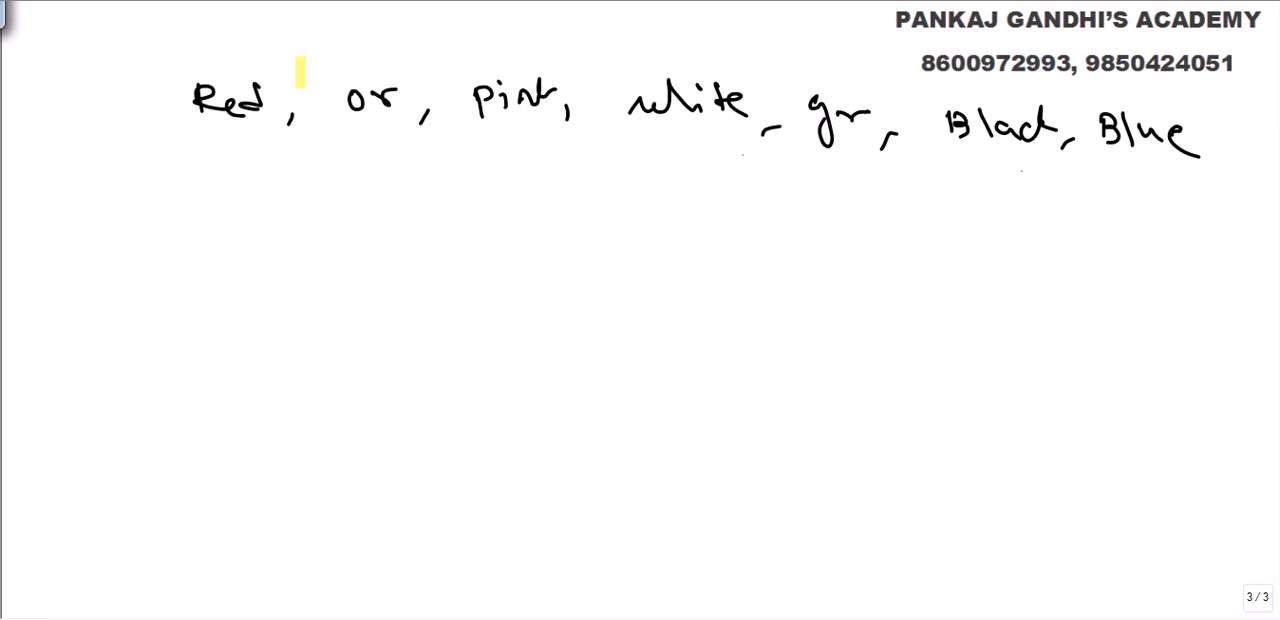 PANKAJ GANDHI'S ACADEMY
8600972993, 9850424051
Red, or, Pink, white, gr, Black, Blue
3 / 3